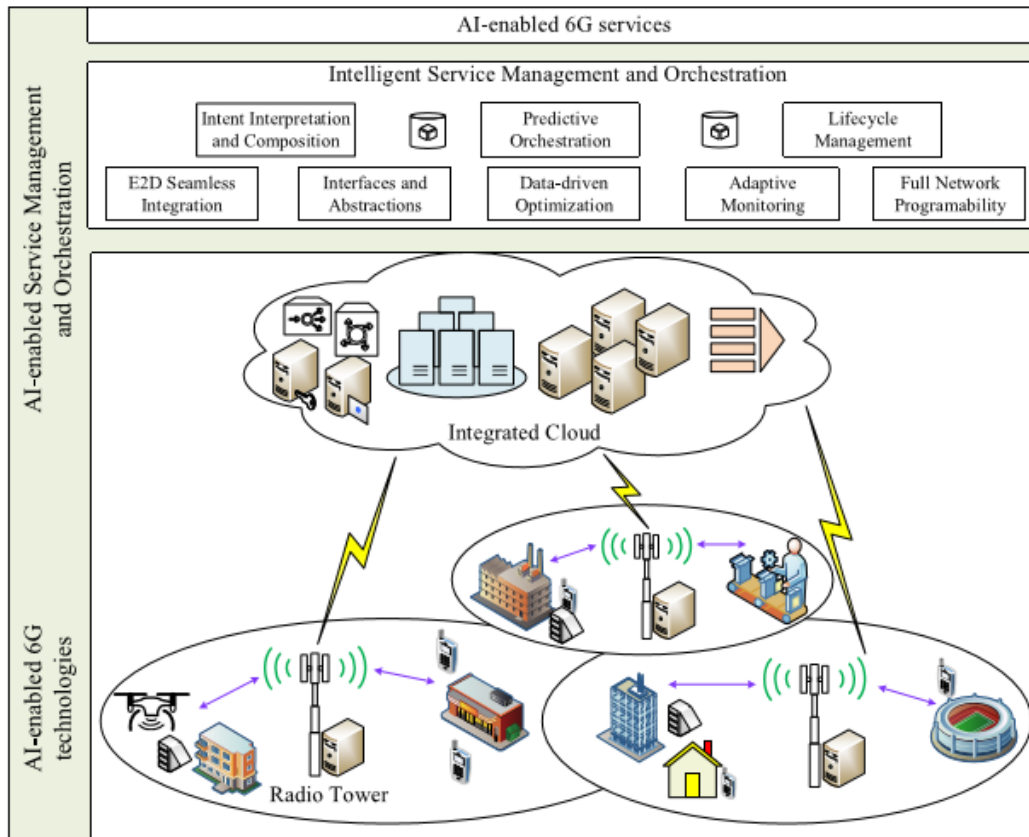 AI-enabled 6G services
Intelligent Service Management and Orchestration
Intent Interpretation
and Composition
Predictive
Orchestration
Lifecycle
Management
E2D Seamless
Integration
Interfaces and
Abstractions
Data-driven
Optimization
Adaptive
Monitoring
Full Network
Programability
AI-enabled Service Management
and Orchestration
Integrated Cloud
AI-enabled 6G
technologies
Radio Tower